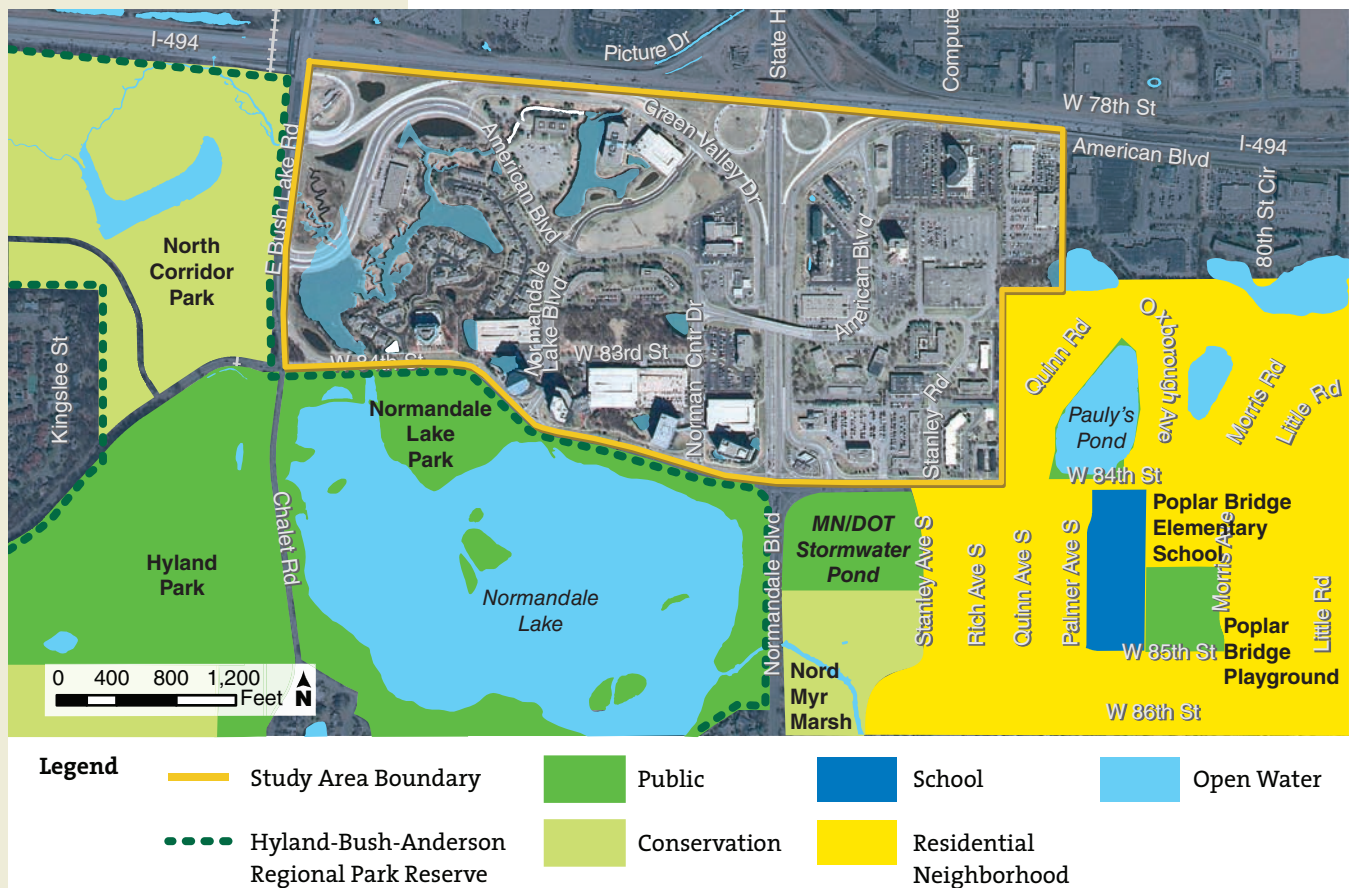 I-494
Picture Dr
State H
Compute
W 78th St
I-494
American Blvd
80th St Cir
E Bush Lake Rd
American Blvd
Green Valley Dr
North
Corridor
Park
Normandale
Lake Blvd
American Blvd
Norman Cntr Dr
W 83rd St
W 84th St
Kingslee St
Stanley Rd
Quinn Rd
Oxborough Ave
Morris Rd
Little Rd
Pauly's
Pond
W 84th St
Normandale
Lake
Park
Chalet Rd
Hyland
Park
Normandale
Lake
Normandale Blvd
MN/DOT
Stormwater
Pond
Stanley Ave S
Rich Ave S
Quinn Ave S
Palmer Ave S
Poplar Bridge
Elementary
School
Morris Ave
Little Rd
W 85th St
Poplar
Bridge
Playground
Nord
Myr
Marsh
W 86th St
0 400 800 1,200
Feet
N
Legend
Study Area Boundary
Public
School
Open Water
Hyland-Bush-Anderson
Regional Park Reserve
Conservation
Residential
Neighborhood